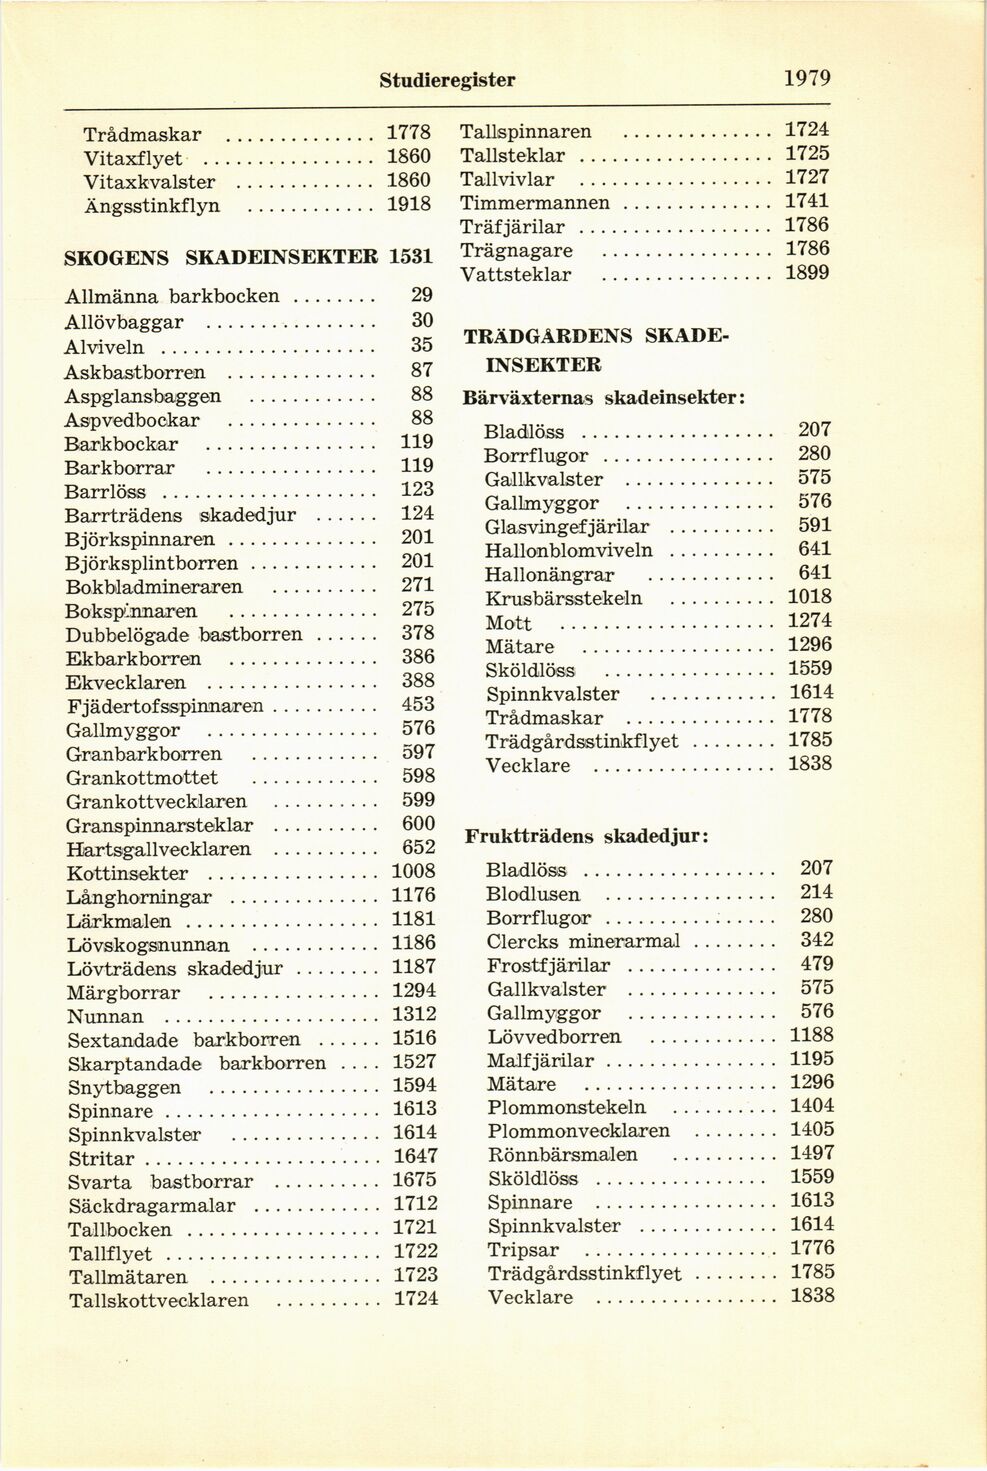 Studieregister 1979
Trådmaskar .............. 1778
Vitaxflyet ................ 1860
Vitaxkvalster ............. 1860
Ängsstinkflyn ............ 1918
SKOGENS SKADEINSEKTER 1531
Allmänna barkbocken ........ 29
Allövbaggar ................ 30
Alviveln .................... 35
Askbastborren .............. 87
Aspglansbaggen ............ 88
Aspvedbockar .............. 88
Barkbockar ................ 119
Barkborrar ................ 119
Barrlöss .................... 123
Barrträdens skadedjur ...... 124
Björkspinnaren .............. 201
Björksplintborren ............ 201
Bokbladmineraren .......... 271
Bokspinnaren .............. 275
Dubbelögade bastborren ...... 378
Ekbarkborren .............. 386
Ekvecklaren ................ 388
Fjädertofsspinnaren .......... 453
Gallmyggor ................ 576
Granbarkborren ............ 597
Grankottmottet ............ 598
Grankottvecklaren .......... 599
Granspinnarsteklar .......... 600
Hartsgallvecklaren .......... 652
Kottinsekter ................ 1008
Långhorningar .............. 1176
Lärkmalen .................. 1181
Lövskogsnunnan ............ 1186
Lövträdens skadedjur ........ 1187
Märgborrar ................ 1294
Nunnan .................... 1312
Sextandade barkborren ...... 1516
Skarptandade barkborren .... 1527
Snytbaggen ................ 1594
Spinnare .................... 1613
Spinnkvalster .............. 1614
Stritar ...................... 1647
Svarta bastborrar .......... 1675
Säckdragarmalar ............ 1712
Tallbocken .................. 1721
Tallflyet .................... 1722
Tallmätaren ................ 1723
Tallskottvecklaren .......... 1724
Tallspinnaren .............. 1724
Tallsteklar .................. 1725
Tallvivlar .................. 1727
Timmermannen .............. 1741
Träfjärilar .................. 1786
Trägnagare ................ 1786
Vattsteklar ................ 1899
TRÄDGÅRDENS SKADE-
INSEKTER
Bärväxternas skadeinsekter:
Bladlöss .................. 207
Borrflugor ................ 280
Gallkvalster .............. 575
Gallmyggor .............. 576
Glasvingefjärilar .......... 591
Hallonblomviveln .......... 641
Hallonängrar ............ 641
Krusbärsstekeln .......... 1018
Mott .................... 1274
Mätare .................. 1296
Sköldlöss ................ 1559
Spinnkvalster ............ 1614
Trådmaskar .............. 1778
Trädgårdsstinkflyet ........ 1785
Vecklare ................. 1838
Fruktträdens skadedjur:
Bladlöss .................. 207
Blodlusen ................ 214
Borrflugor ................ 280
Clercks minerarmal ........ 342
Frostfjärilar .............. 479
Gallkvalster .............. 575
Gallmyggor .............. 576
Lövvedborren ............ 1188
Malfjärilar ................ 1195
Mätare .................. 1296
Plommonstekeln .......... 1404
Plommonvecklaren ........ 1405
Rönnbärsmalen .......... 1497
Sköldlöss ................ 1559
Spinnare ................. 1613
Spinnkvalster ............. 1614
Tripsar .................. 1776
Trädgårdsstinkflyet ........ 1785
Vecklare ................. 1838